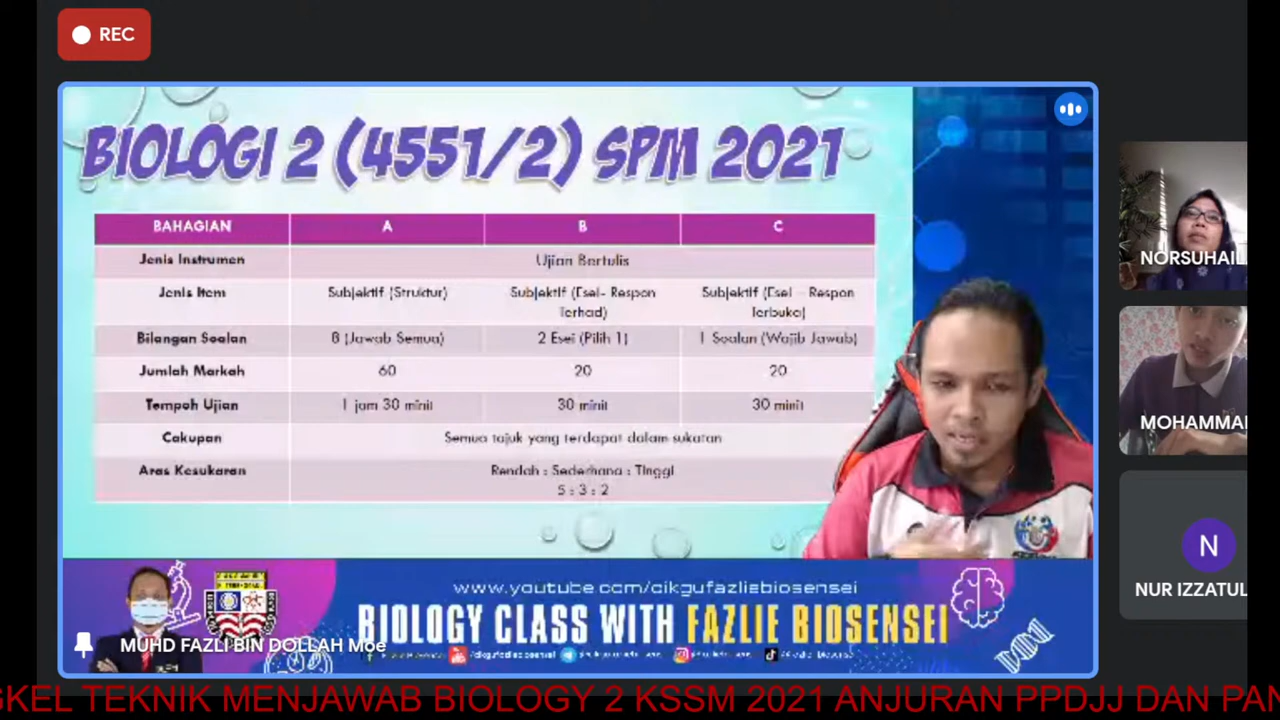 REC
BIOLOGI 2 (4551/2) SPM 2021
BAHAGIAN A B C
Jenis Instrumen Ujian Bertulis
Jenis Item Subjektif (Struktur) Subjektif (Esei- Respon Terhad) Subjektif (Esei - Respon Terbuka)
Bilangan Soalan 8 (Jawab Semua) 2 Esei (Pilih 1) 1 Soalan (Wajib Jawab)
Jumlah Markah 60 20 20
Tempoh Ujian 1 jam 30 minit 30 minit 30 minit
Cakupan Semua tajuk yang terdapat dalam sukatan
Aras Kesukaran Rendah : Sederhana : Tinggi
5 : 3 : 2
www.youtube.com/cikgufazliebiosensei
BIOLOGY CLASS WITH FAZLIE BIOSENSEI
MUHD FAZLI BIN DOLLAH Moe
NORSUHAIL
MOHAMMA
N
NUR IZZATUL
GKEL TEKNIK MENJAWAB BIOLOGY 2 KSSM 2021 ANJURAN PPDJJ DAN PAN